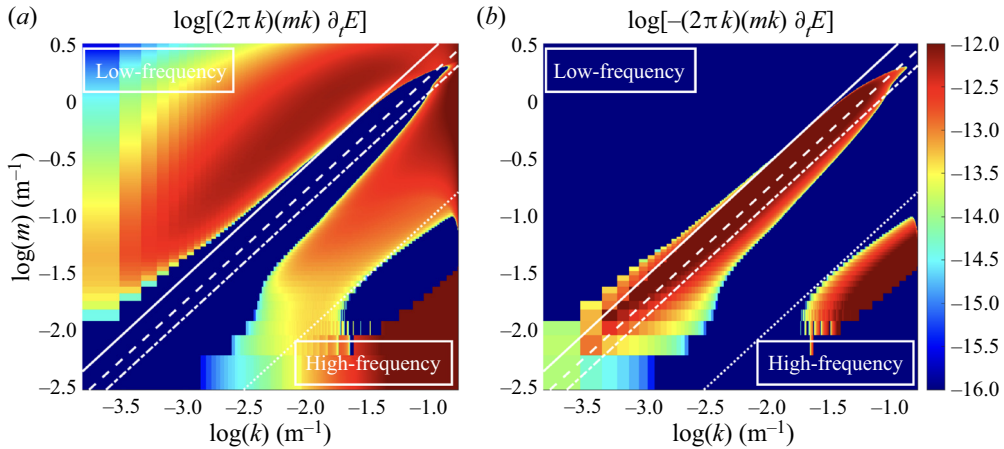 (a) log[(2πk)(mk) ∂tE]
(b) log[−(2πk)(mk) ∂tE]
0.5
0
−0.5
−1.0
−1.5
−2.0
−2.5
log(m) (m−1)
Low-frequency
High-frequency
−3.5 −3.0 −2.5 −2.0 −1.5 −1.0
log(k) (m−1)
0.5
0
−0.5
−1.0
−1.5
−2.0
−2.5
Low-frequency
High-frequency
−3.5 −3.0 −2.5 −2.0 −1.5 −1.0
log(k) (m−1)
−12.0
−12.5
−13.0
−13.5
−14.0
−14.5
−15.0
−15.5
−16.0